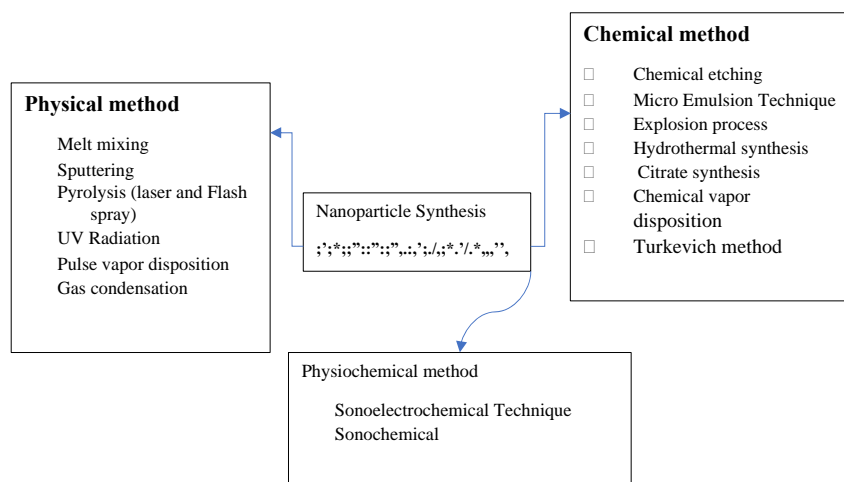 Physical method
Melt mixing
Sputtering
Pyrolysis (laser and Flash
spray)
UV Radiation
Pulse vapor disposition
Gas condensation
Nanoparticle Synthesis
;’;*;;”::”:;”,.:,’;./,;*.’/.*,,,,’’,
Chemical method
Chemical etching
Micro Emulsion Technique
Explosion process
Hydrothermal synthesis
Citrate synthesis
Chemical vapor
disposition
Turkevich method
Physiochemical method
Sonoelectrochemical Technique
Sonochemical